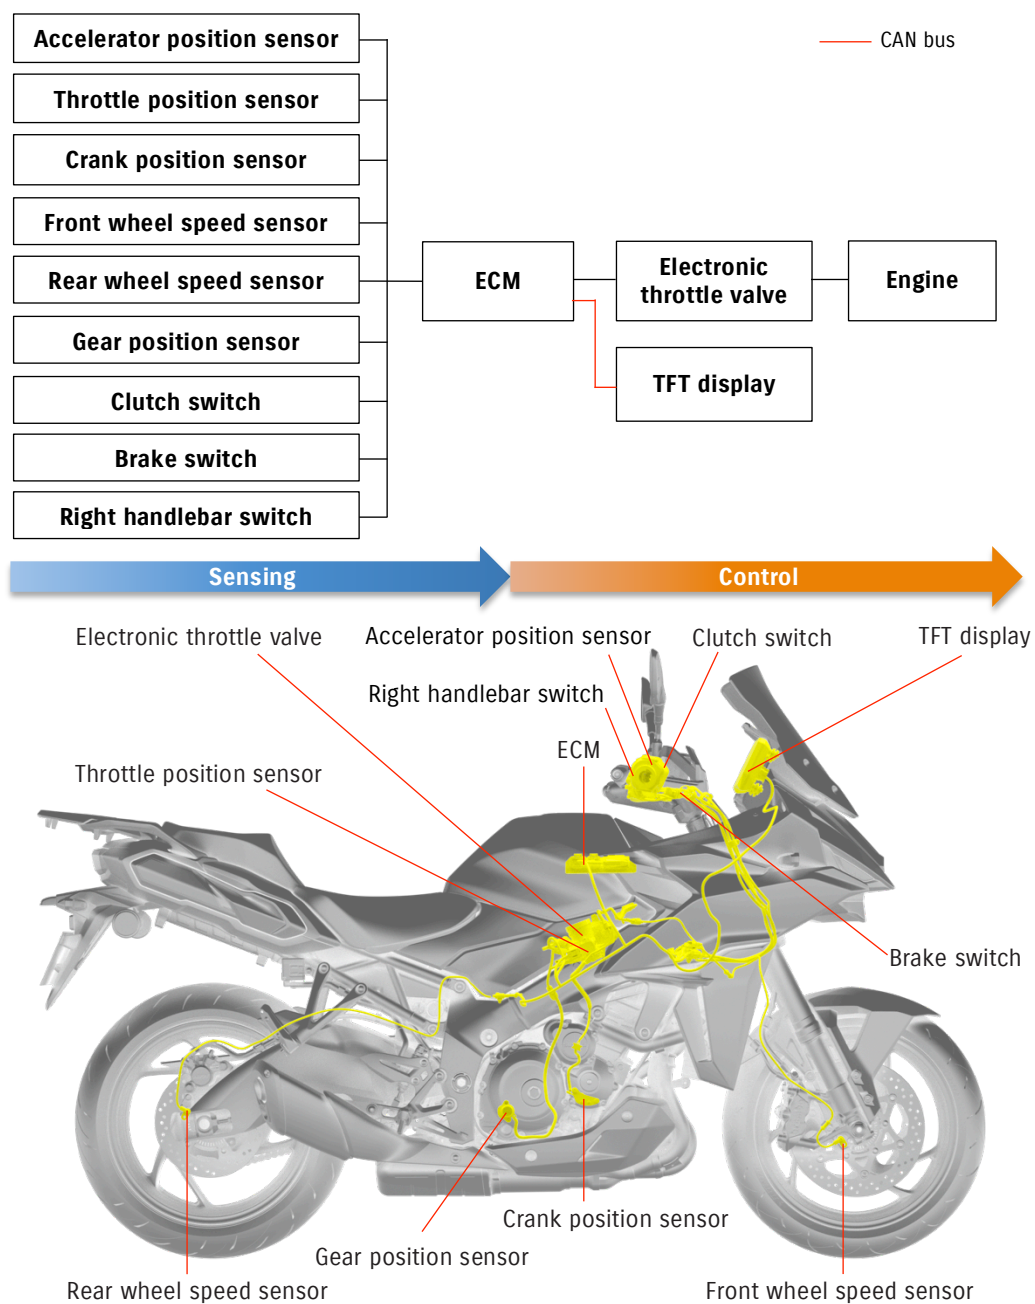 Accelerator position sensor
CAN bus
Throttle position sensor
Crank position sensor
Front wheel speed sensor
Rear wheel speed sensor
ECM
Electronic
throttle valve
Engine
Gear position sensor
TFT display
Clutch switch
Brake switch
Right handlebar switch
Sensing
Control
Electronic throttle valve
Accelerator position sensor
Clutch switch
TFT display
Right handlebar switch
ECM
Throttle position sensor
Brake switch
Crank position sensor
Gear position sensor
Rear wheel speed sensor
Front wheel speed sensor